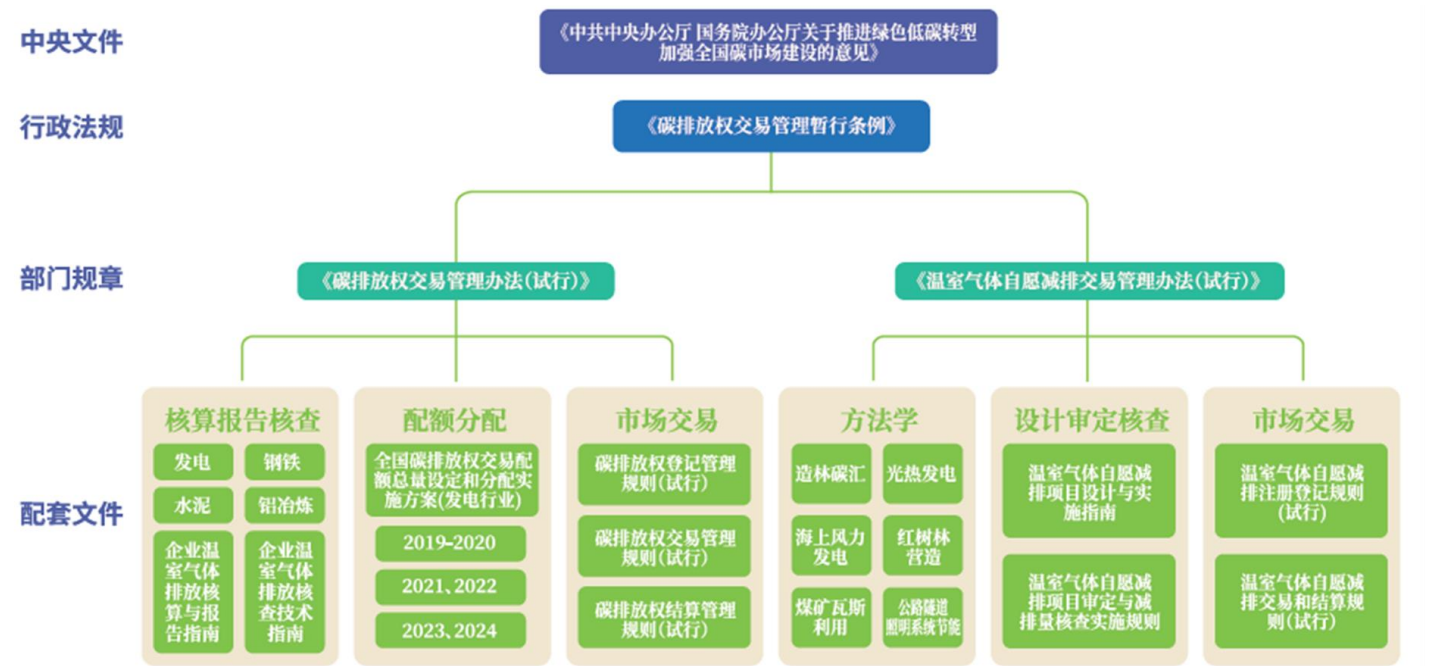 中央文件
《中共中央办公厅 国务院办公厅关于推进绿色低碳转型
加强全国碳市场建设的意见》
行政法规
《碳排放权交易管理暂行条例》
部门规章
《碳排放权交易管理办法(试行)》
《温室气体自愿减排交易管理办法(试行)》
配套文件
核算报告核查
发电
钢铁
水泥
铝冶炼
企业温
室气体
排放核
算与报
告指南
企业温
室气体
排放核
查技术
指南
配额分配
全国碳排放权交易配
额总量设定和分配实
施方案(发电行业)
2019-2020
2021、2022
2023、2024
市场交易
碳排放权登记管理
规则(试行)
碳排放权交易管理
规则(试行)
碳排放权结算管理
规则(试行)
方法学
造林碳汇
光热发电
海上风力
发电
红树林
营造
煤矿瓦斯
利用
公路隧道
照明系统节能
设计审定核查
温室气体自愿减
排项目设计与实
施指南
温室气体自愿减
排项目审定与减
排量核查实施规则
市场交易
温室气体自愿减
排注册登记规则
(试行)
温室气体自愿减
排交易和结算规
则(试行)